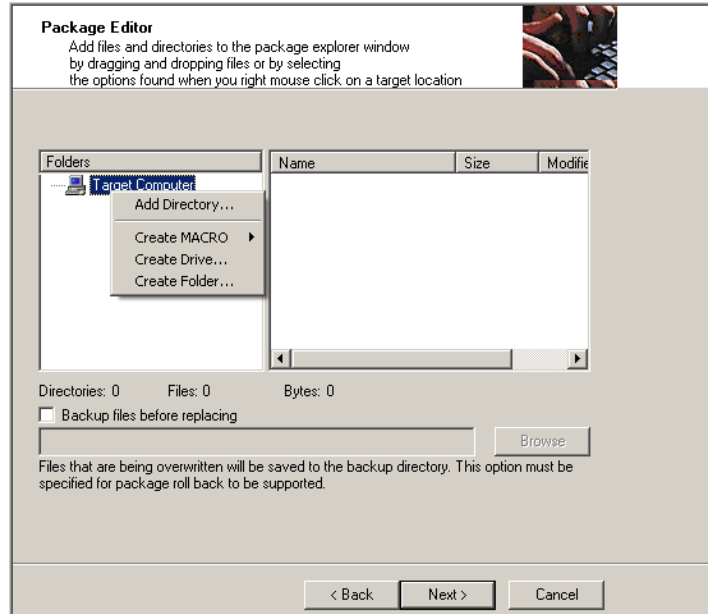 Package Editor
Add files and directories to the package explorer window
by dragging and dropping files or by selecting
the options found when you right mouse click on a target location
Folders
Name Size Modifie
Target Computer
Add Directory...
Create MACRO
Create Drive...
Create Folder...
Directories: 0 Files: 0 Bytes: 0
Backup files before replacing
Browse
Files that are being overwritten will be saved to the backup directory. This option must be
specified for package roll back to be supported.
< Back Next > Cancel